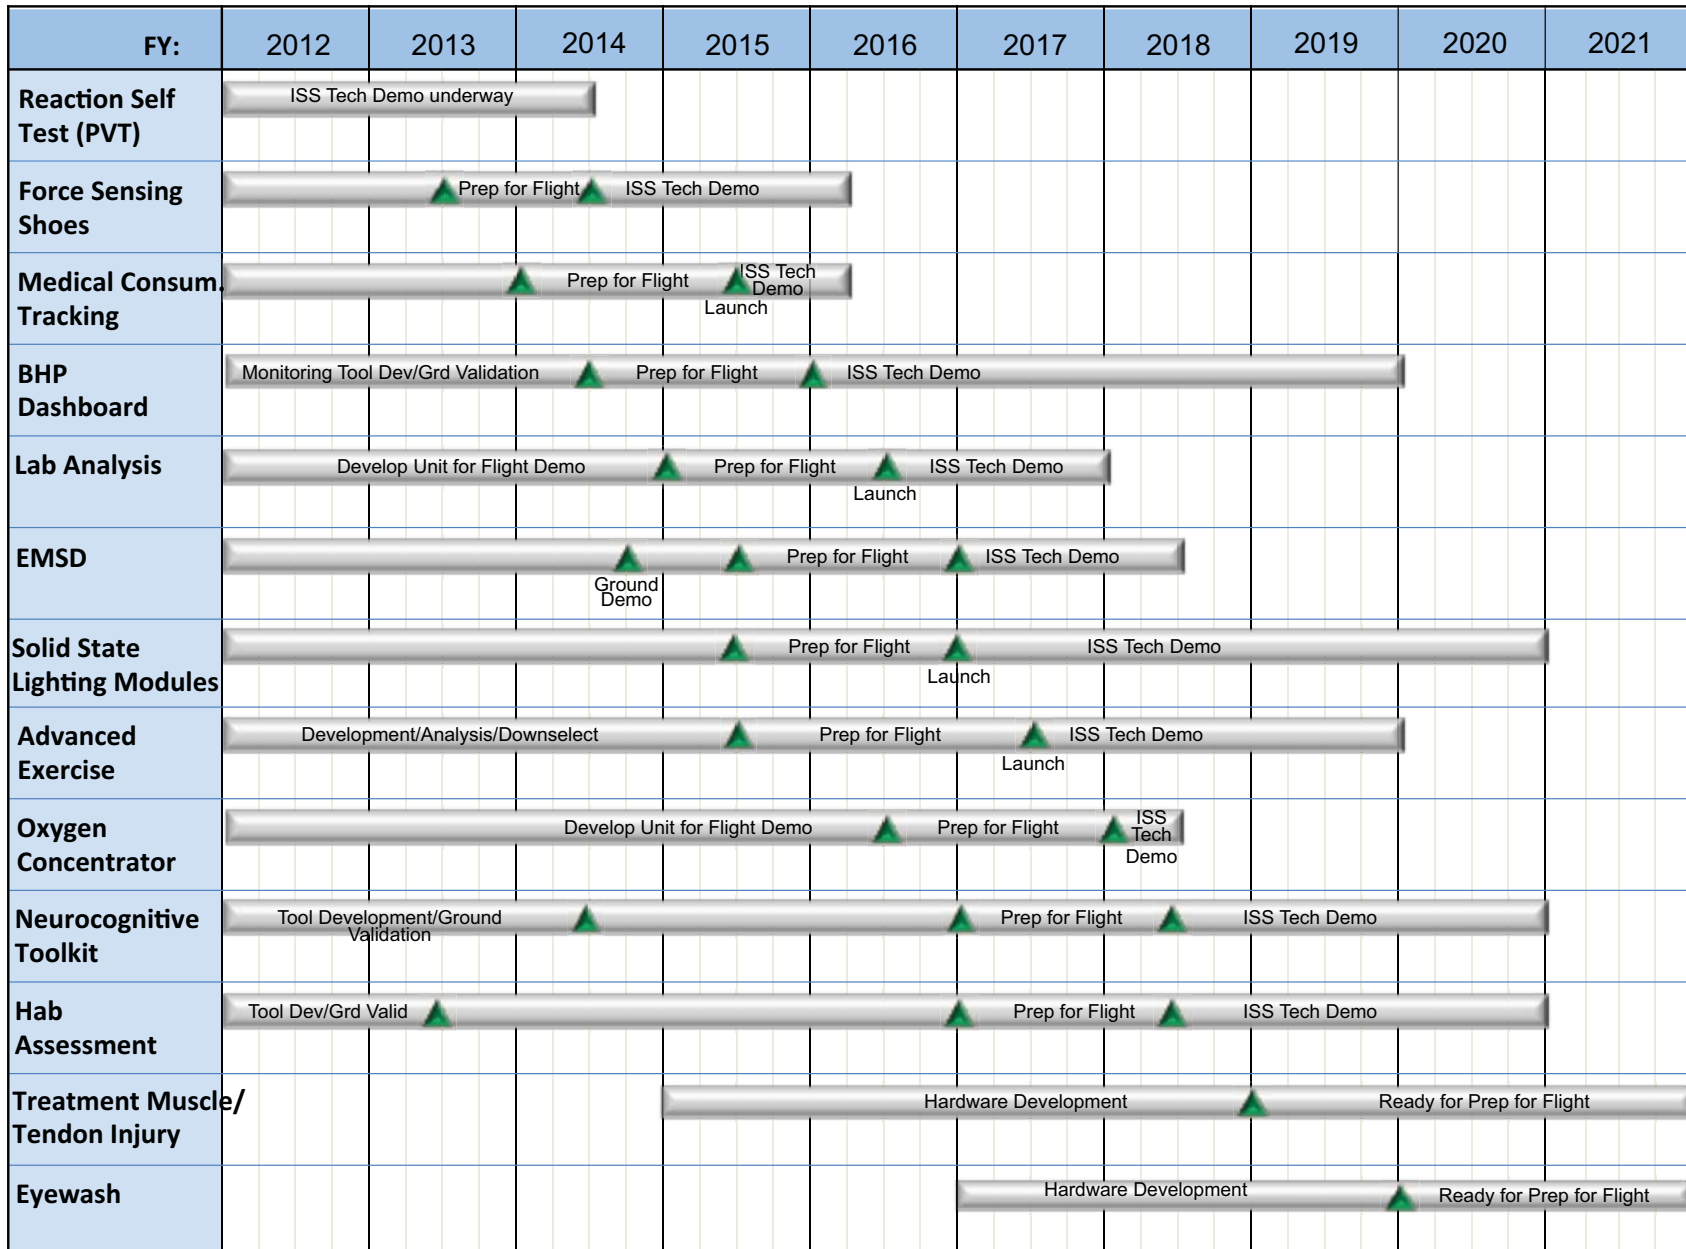 FY: 2012 2013 2014 2015 2016 2017 2018 2019 2020 2021
Reaction Self
Test (PVT)
ISS Tech Demo underway
Force Sensing
Shoes
Prep for Flight ISS Tech Demo
Medical Consum.
Tracking
Prep for Flight
ISS Tech
Demo
Launch
BHP
Dashboard
Monitoring Tool Dev/Grd Validation Prep for Flight ISS Tech Demo
Lab Analysis
Develop Unit for Flight Demo Prep for Flight ISS Tech Demo
Launch
EMSD
Prep for Flight ISS Tech Demo
Ground
Demo
Solid State
Lighting Modules
Prep for Flight ISS Tech Demo
Launch
Advanced
Exercise
Development/Analysis/Downselect Prep for Flight ISS Tech Demo
Launch
Oxygen
Concentrator
Develop Unit for Flight Demo Prep for Flight
ISS
Tech
Demo
Neurocognitive
Toolkit
Tool Development/Ground
Validation
Prep for Flight ISS Tech Demo
Hab
Assessment
Tool Dev/Grd Valid Prep for Flight ISS Tech Demo
Treatment Muscle/
Tendon Injury
Hardware Development Ready for Prep for Flight
Eyewash
Hardware Development Ready for Prep for Flight